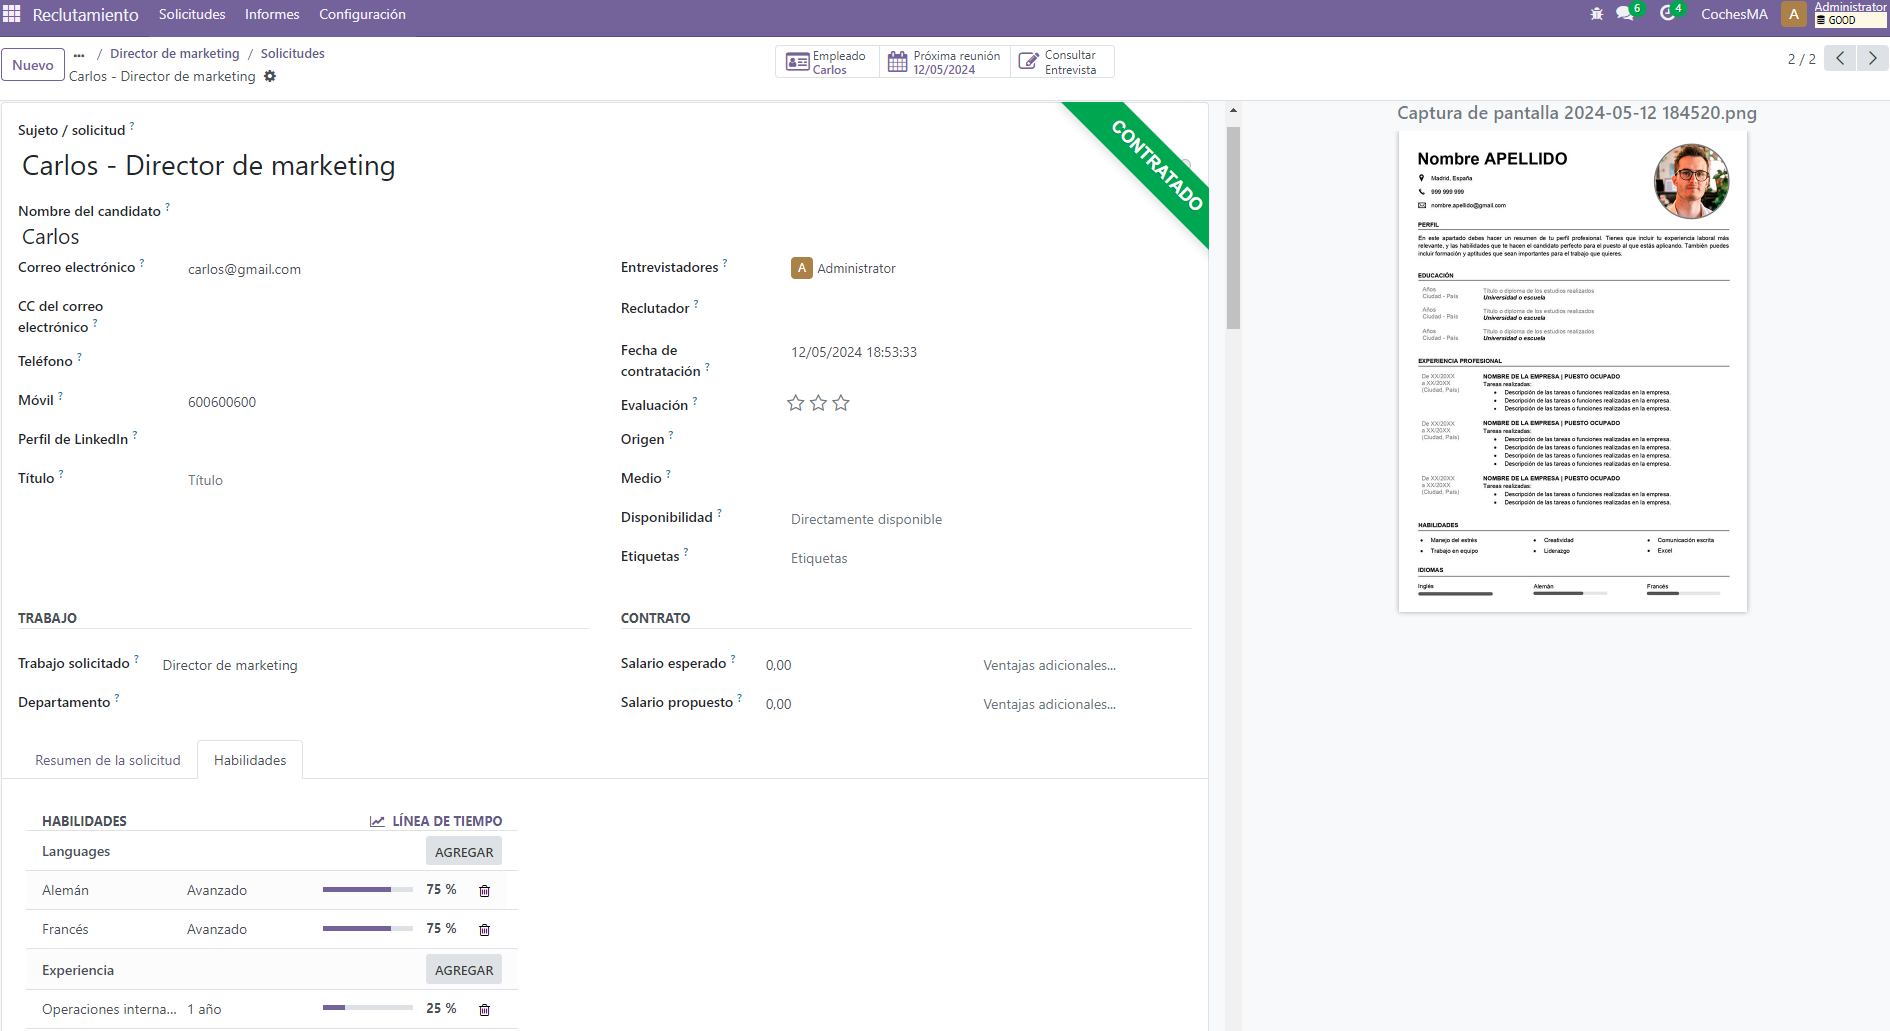 Reclutamiento Solicitudes Informes Configuración 6 4 CochesMA A Administrator
GOOD
Nuevo ... / Director de marketing / Solicitudes
Carlos - Director de marketing
Empleado
Carlos
Próxima reunión
12/05/2024
Consultar
Entrevista
2 / 2
Sujeto / solicitud ?
Carlos - Director de marketing
CONTRATADO
Nombre del candidato ?
Carlos
Correo electrónico ? carlos@gmail.com
CC del correo
electrónico ?
Teléfono ?
Móvil ? 600600600
Perfil de LinkedIn ?
Título ? Título
Entrevistadores ? A Administrator
Reclutador ?
Fecha de
contratación ? 12/05/2024 18:53:33
Evaluación ?
Origen ?
Medio ?
Disponibilidad ? Directamente disponible
Etiquetas ? Etiquetas
TRABAJO
Trabajo solicitado ? Director de marketing
Departamento ?
CONTRATO
Salario esperado ? 0,00 Ventajas adicionales...
Salario propuesto ? 0,00 Ventajas adicionales...
Resumen de la solicitud Habilidades
HABILIDADES LÍNEA DE TIEMPO
Languages AGREGAR
Alemán Avanzado 75 %
Francés Avanzado 75 %
Experiencia AGREGAR
Operaciones interna... 1 año 25 %
Captura de pantalla 2024-05-12 184520.png
Nombre APELLIDO
Madrid, España
999 999 999
nombre.apellido@gmail.com
PERFIL
En este apartado debes hacer un resumen de tu perfil profesional. Tienes que incluir tu experiencia laboral más
relevante, y las habilidades que te hacen el candidato perfecto para el puesto al que estás aplicando. También puedes
incluir formación y aptitudes que sean importantes para el trabajo que quieres.
EDUCACIÓN
Años Título o diploma de los estudios realizados
Ciudad - País Universidad o escuela
Años Título o diploma de los estudios realizados
Ciudad - País Universidad o escuela
Años Título o diploma de los estudios realizados
Ciudad - País Universidad o escuela
EXPERIENCIA PROFESIONAL
De XX/20XX NOMBRE DE LA EMPRESA | PUESTO OCUPADO
a XX/20XX Tareas realizadas:
(Ciudad, País) • Descripción de las tareas o funciones realizadas en la empresa.
• Descripción de las tareas o funciones realizadas en la empresa.
• Descripción de las tareas o funciones realizadas en la empresa.
De XX/20XX NOMBRE DE LA EMPRESA | PUESTO OCUPADO
a XX/20XX Tareas realizadas:
(Ciudad, País) • Descripción de las tareas o funciones realizadas en la empresa.
• Descripción de las tareas o funciones realizadas en la empresa.
• Descripción de las tareas o funciones realizadas en la empresa.
• Descripción de las tareas o funciones realizadas en la empresa.
De XX/20XX NOMBRE DE LA EMPRESA | PUESTO OCUPADO
a XX/20XX Tareas realizadas:
(Ciudad, País) • Descripción de las tareas o funciones realizadas en la empresa.
• Descripción de las tareas o funciones realizadas en la empresa.
HABILIDADES
• Manejo del estrés • Creatividad • Comunicación escrita
• Trabajo en equipo • Liderazgo • Excel
IDIOMAS
Inglés Alemán Francés